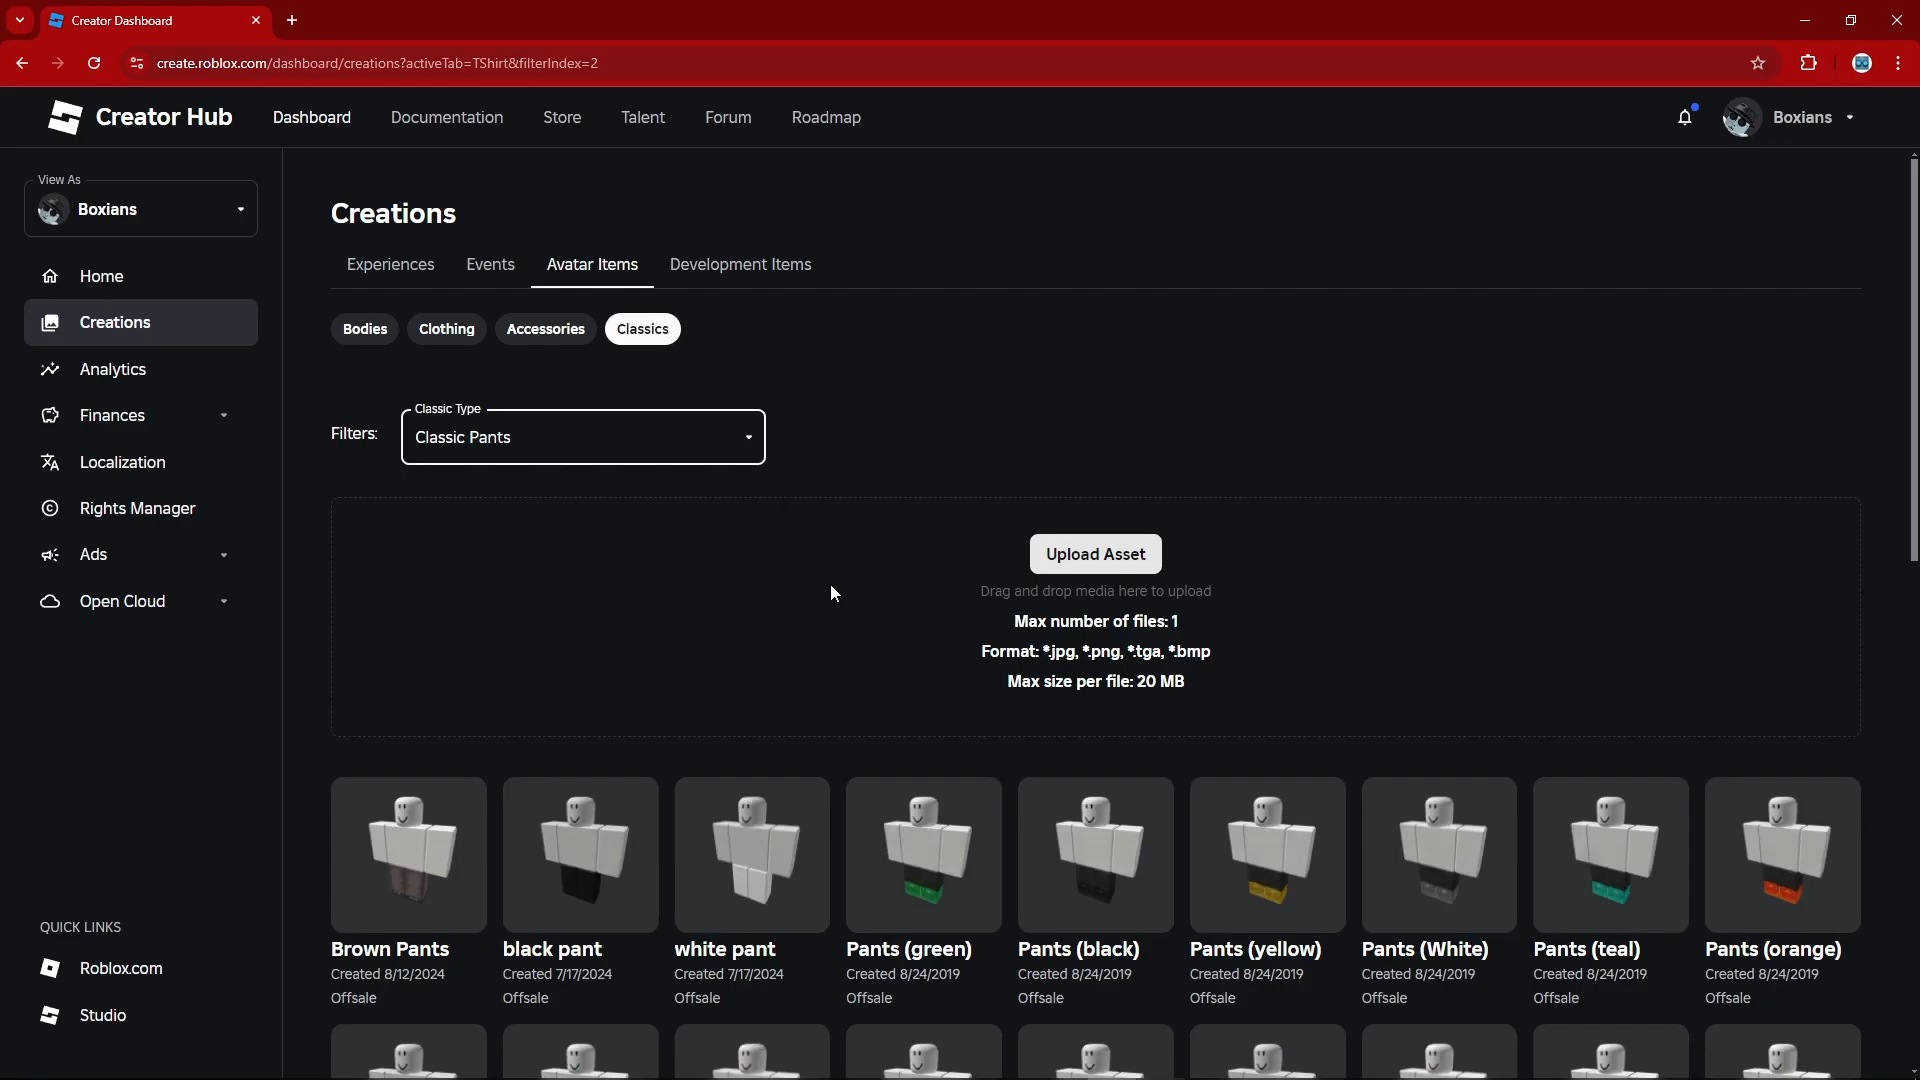 Creator Dashboard
create.roblox.com/dashboard/creations?activeTab=TShirt&filterIndex=2
Creator Hub
Dashboard
Documentation
Store
Talent
Forum
Roadmap
Boxians
View As
Boxians
Home
Creations
Analytics
Finances
Localization
Rights Manager
Ads
Open Cloud
QUICK LINKS
Roblox.com
Studio
Creations
Experiences
Events
Avatar Items
Development Items
Bodies
Clothing
Accessories
Classics
Filters:
Classic Type
Classic Pants
Upload Asset
Drag and drop media here to upload
Max number of files: 1
Format: *.jpg, *.png, *.tga, *.bmp
Max size per file: 20 MB
Brown Pants
Created 8/12/2024
Offsale
black pant
Created 7/17/2024
Offsale
white pant
Created 7/17/2024
Offsale
Pants (green)
Created 8/24/2019
Offsale
Pants (black)
Created 8/24/2019
Offsale
Pants (yellow)
Created 8/24/2019
Offsale
Pants (White)
Created 8/24/2019
Offsale
Pants (teal)
Created 8/24/2019
Offsale
Pants (orange)
Created 8/24/2019
Offsale